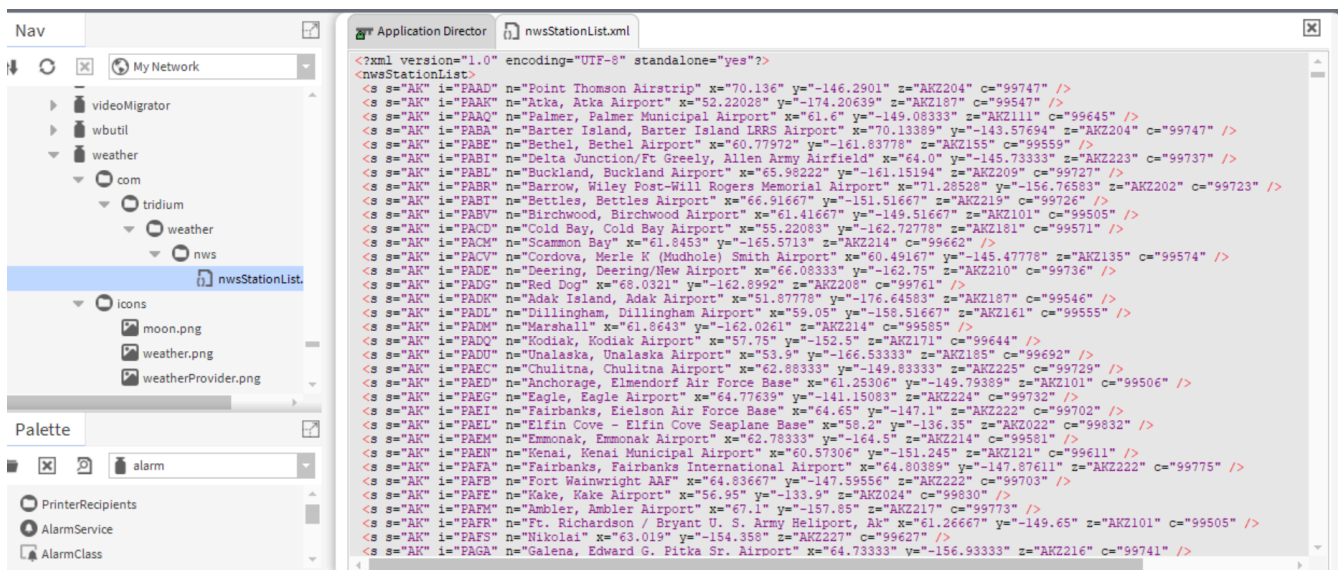 Nav
My Network
videoMigrator
wbutil
weather
com
tridium
weather
nws
nwsStationList.
icons
moon.png
weather.png
weatherProvider.png
Palette
alarm
PrinterRecipients
AlarmService
AlarmClass
Application Director
nwsStationList.xml
<?xml version="1.0" encoding="UTF-8" standalone="yes"?>
<nwsStationList>
<s s="AK" i="PAAD" n="Point Thomson Airstrip" x="70.136" y="-146.2901" z="AKZ204" c="99747" />
<s s="AK" i="PAAK" n="Atka, Atka Airport" x="52.22028" y="-174.20639" z="AKZ187" c="99547" />
<s s="AK" i="PAAQ" n="Palmer, Palmer Municipal Airport" x="61.6" y="-149.08333" z="AKZ111" c="99645" />
<s s="AK" i="PABA" n="Barter Island, Barter Island LRRS Airport" x="70.13389" y="-143.57694" z="AKZ204" c="99747" />
<s s="AK" i="PABE" n="Bethel, Bethel Airport" x="60.77972" y="-161.83778" z="AKZ155" c="99559" />
<s s="AK" i="PABI" n="Delta Junction/Ft Greely, Allen Army Airfield" x="64.0" y="-145.73333" z="AKZ223" c="99737" />
<s s="AK" i="PABL" n="Buckland, Buckland Airport" x="65.98222" y="-161.15194" z="AKZ209" c="99727" />
<s s="AK" i="PABR" n="Barrow, Wiley Post-Will Rogers Memorial Airport" x="71.28528" y="-156.76583" z="AKZ202" c="99723" />
<s s="AK" i="PABT" n="Bettles, Bettles Airport" x="66.91667" y="-151.51667" z="AKZ219" c="99726" />
<s s="AK" i="PABV" n="Birchwood, Birchwood Airport" x="61.41667" y="-149.51667" z="AKZ101" c="99505" />
<s s="AK" i="PACD" n="Cold Bay, Cold Bay Airport" x="55.22083" y="-162.72778" z="AKZ181" c="99571" />
<s s="AK" i="PACM" n="Scammon Bay" x="61.8453" y="-165.5713" z="AKZ214" c="99662" />
<s s="AK" i="PACV" n="Cordova, Merle K (Mudhole) Smith Airport" x="60.49167" y="-145.47778" z="AKZ135" c="99574" />
<s s="AK" i="PADE" n="Deering, Deering/New Airport" x="66.08333" y="-162.75" z="AKZ210" c="99736" />
<s s="AK" i="PADG" n="Red Dog" x="68.0321" y="-162.8992" z="AKZ208" c="99761" />
<s s="AK" i="PADK" n="Adak Island, Adak Airport" x="51.87778" y="-176.64583" z="AKZ187" c="99546" />
<s s="AK" i="PADL" n="Dillingham, Dillingham Airport" x="59.05" y="-158.51667" z="AKZ161" c="99555" />
<s s="AK" i="PADM" n="Marshall" x="61.8643" y="-162.0261" z="AKZ214" c="99585" />
<s s="AK" i="PADQ" n="Kodiak, Kodiak Airport" x="57.75" y="-152.5" z="AKZ171" c="99644" />
<s s="AK" i="PADU" n="Unalaska, Unalaska Airport" x="53.9" y="-166.53333" z="AKZ185" c="99692" />
<s s="AK" i="PAEC" n="Chulitna, Chulitna Airport" x="62.88333" y="-149.83333" z="AKZ225" c="99729" />
<s s="AK" i="PAED" n="Anchorage, Elmendorf Air Force Base" x="61.25306" y="-149.79389" z="AKZ101" c="99506" />
<s s="AK" i="PAEG" n="Eagle, Eagle Airport" x="64.77639" y="-141.15083" z="AKZ224" c="99732" />
<s s="AK" i="PAEI" n="Fairbanks, Eielson Air Force Base" x="64.65" y="-147.1" z="AKZ222" c="99702" />
<s s="AK" i="PAEL" n="Elfin Cove - Elfin Cove Seaplane Base" x="58.2" y="-136.35" z="AKZ022" c="99832" />
<s s="AK" i="PAEM" n="Emmonak, Emmonak Airport" x="62.78333" y="-164.5" z="AKZ214" c="99581" />
<s s="AK" i="PAEN" n="Kenai, Kenai Municipal Airport" x="60.57306" y="-151.245" z="AKZ121" c="99611" />
<s s="AK" i="PAFA" n="Fairbanks, Fairbanks International Airport" x="64.80389" y="-147.87611" z="AKZ222" c="99775" />
<s s="AK" i="PAFB" n="Fort Wainwright AAF" x="64.83667" y="-147.59556" z="AKZ222" c="99703" />
<s s="AK" i="PAFE" n="Kake, Kake Airport" x="56.95" y="-133.9" z="AKZ024" c="99830" />
<s s="AK" i="PAFM" n="Ambler, Ambler Airport" x="67.1" y="-157.85" z="AKZ217" c="99773" />
<s s="AK" i="PAFR" n="Ft. Richardson / Bryant U. S. Army Heliport, Ak" x="61.26667" y="-149.65" z="AKZ101" c="99505" />
<s s="AK" i="PAFS" n="Nikolai" x="63.019" y="-154.358" z="AKZ227" c="99627" />
<s s="AK" i="PAGA" n="Galena, Edward G. Pitka Sr. Airport" x="64.73333" y="-156.93333" z="AKZ216" c="99741" />